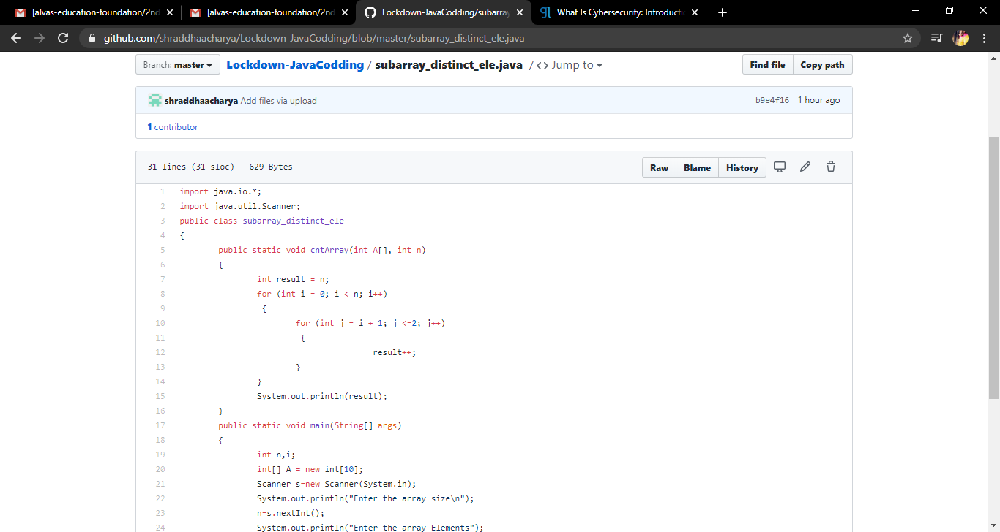 [alvas-education-foundation/2nd
[alvas-education-foundation/2nd
Lockdown-JavaCodding/subarray
gl What Is Cybersecurity: Introducti
github.com/shraddhaacharya/Lockdown-JavaCodding/blob/master/subarray_distinct_ele.java
Branch: master Lockdown-JavaCodding / subarray_distinct_ele.java / <> Jump to Find file Copy path
shraddhaacharya Add files via upload b9e4f16 1 hour ago
1 contributor
31 lines (31 sloc) 629 Bytes Raw Blame History
1 import java.io.*;
2 import java.util.Scanner;
3 public class subarray_distinct_ele
4 {
5 public static void cntArray(int A[], int n)
6 {
7 int result = n;
8 for (int i = 0; i < n; i++)
9 {
10 for (int j = i + 1; j <=2; j++)
11 {
12 result++;
13 }
14 }
15 System.out.println(result);
16 }
17 public static void main(String[] args)
18 {
19 int n,i;
20 int[] A = new int[10];
21 Scanner s=new Scanner(System.in);
22 System.out.println("Enter the array size\n");
23 n=s.nextInt();
24 System.out.println("Enter the array Elements");